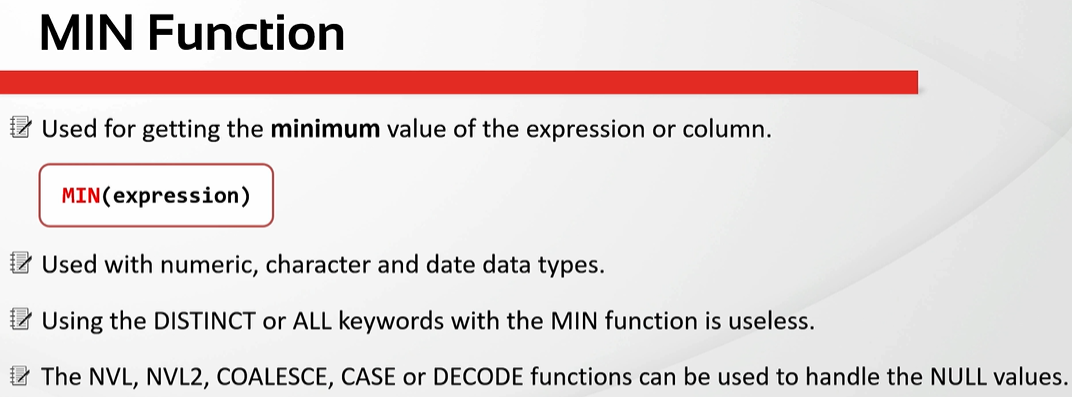 MIN Function
Used for getting the minimum value of the expression or column.
MIN(expression)
Used with numeric, character and date data types.
Using the DISTINCT or ALL keywords with the MIN function is useless.
The NVL, NVL2, COALESCE, CASE or DECODE functions can be used to handle the NULL values.